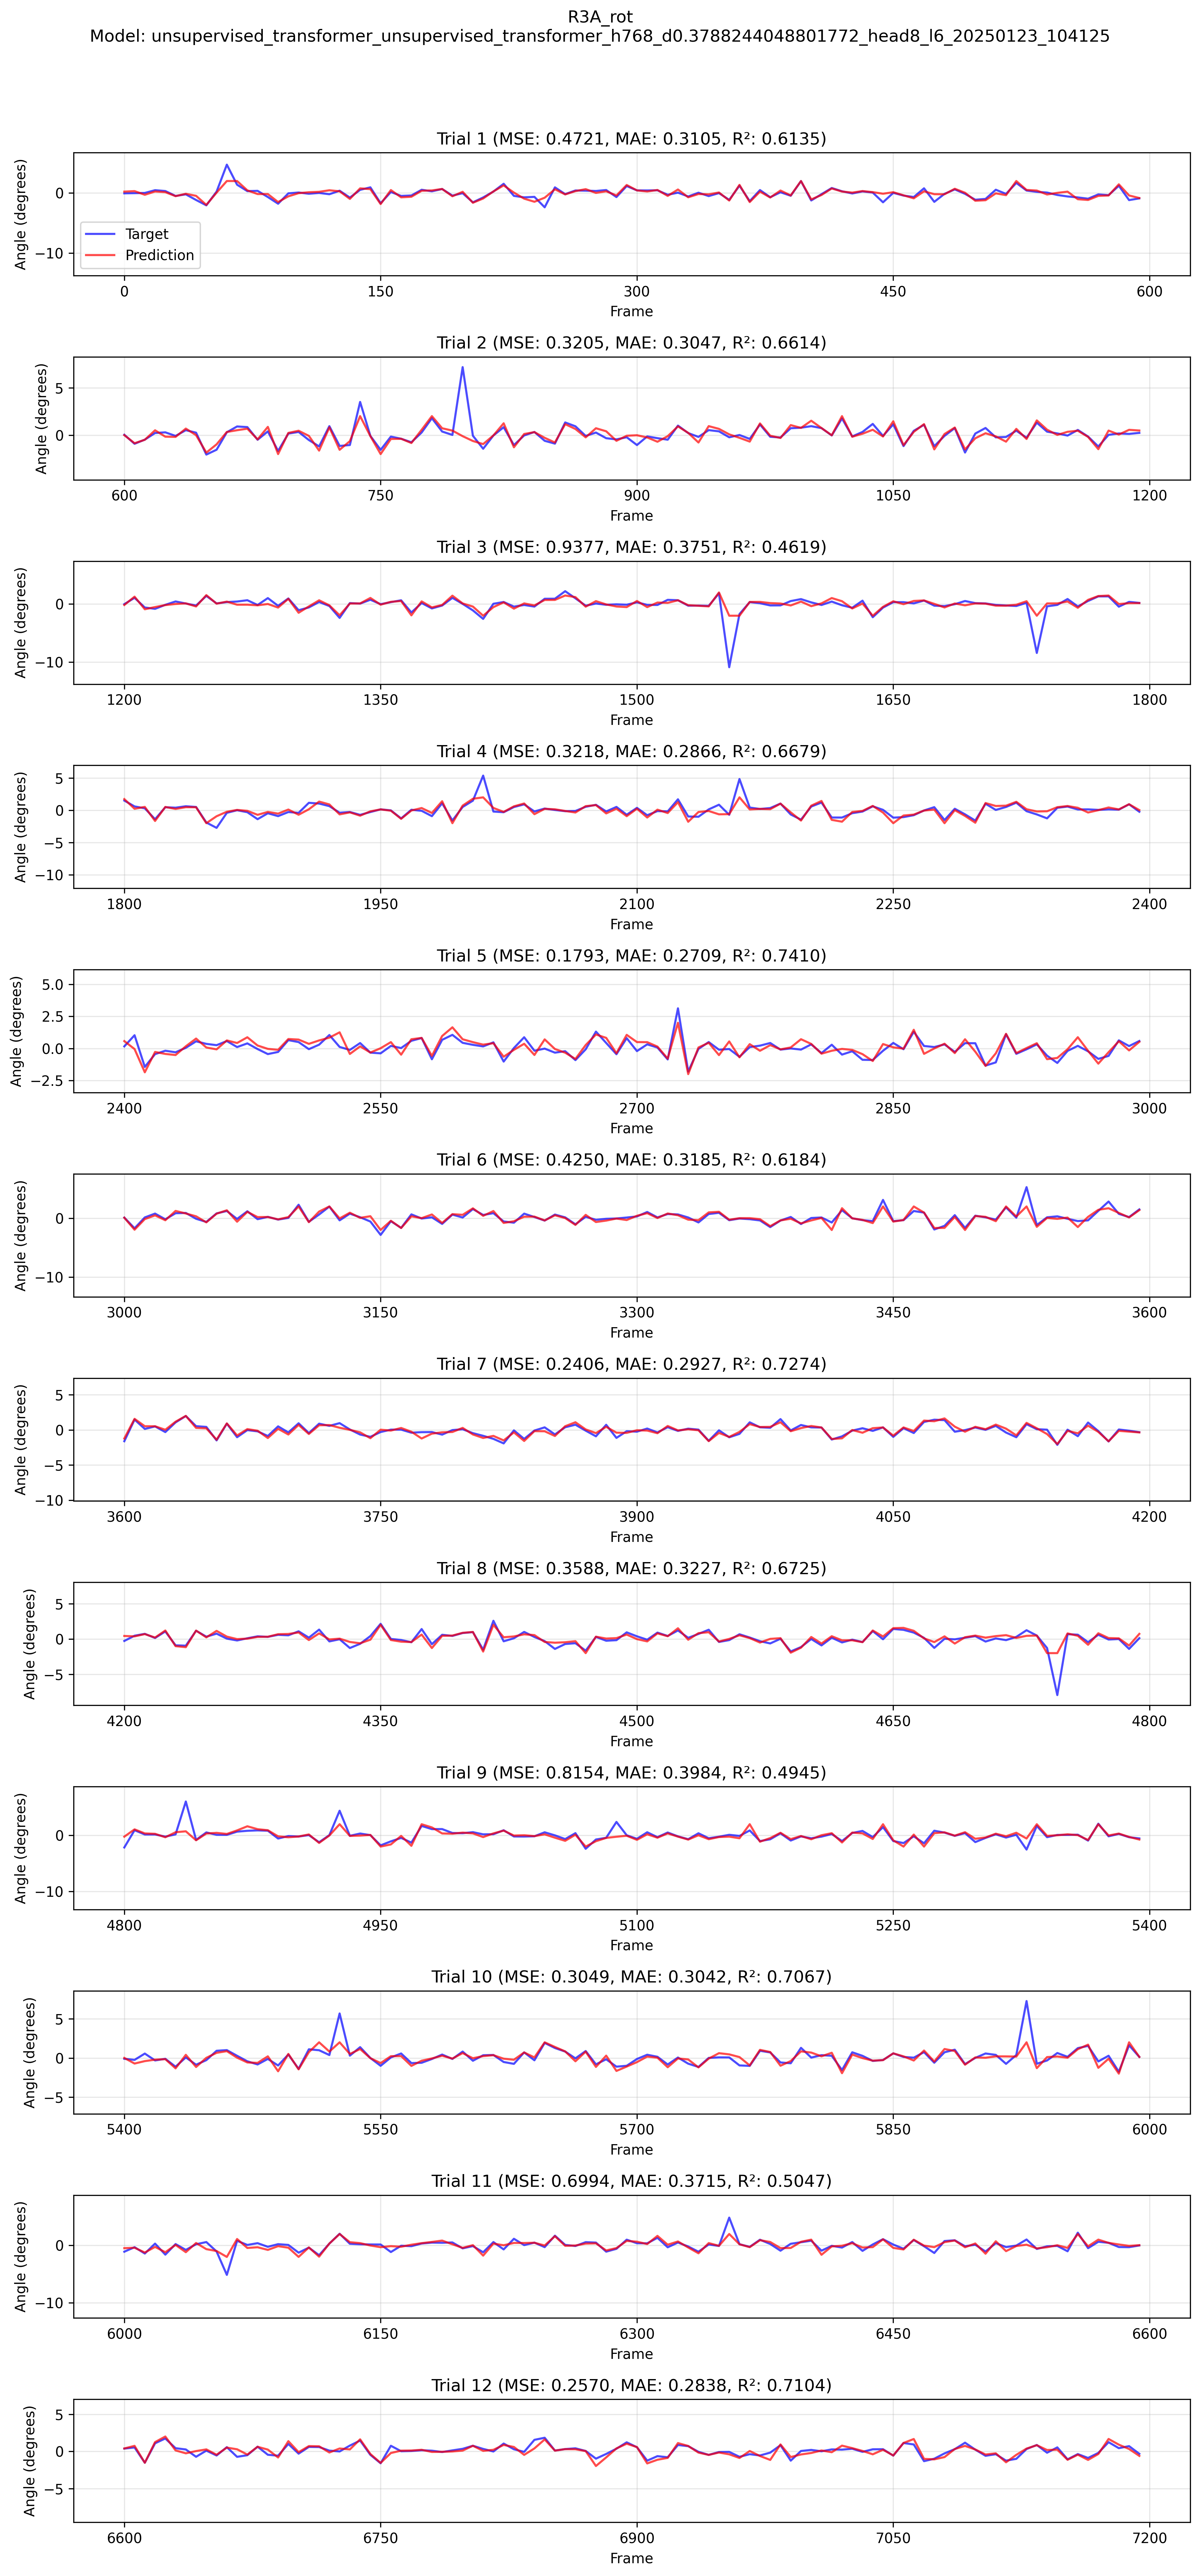 R3A_rot
Model: unsupervised_transformer_unsupervised_transformer_h768_d0.3788244048801772_head8_l6_20250123_104125
Trial 1 (MSE: 0.4721, MAE: 0.3105, R²: 0.6135)
Angle (degrees)
0
−10
Target
Prediction
0 150 300 450 600
Frame
Trial 2 (MSE: 0.3205, MAE: 0.3047, R²: 0.6614)
Angle (degrees)
5
0
600 750 900 1050 1200
Frame
Trial 3 (MSE: 0.9377, MAE: 0.3751, R²: 0.4619)
Angle (degrees)
0
−10
1200 1350 1500 1650 1800
Frame
Trial 4 (MSE: 0.3218, MAE: 0.2866, R²: 0.6679)
Angle (degrees)
5
0
−5
−10
1800 1950 2100 2250 2400
Frame
Trial 5 (MSE: 0.1793, MAE: 0.2709, R²: 0.7410)
Angle (degrees)
5.0
2.5
0.0
−2.5
2400 2550 2700 2850 3000
Frame
Trial 6 (MSE: 0.4250, MAE: 0.3185, R²: 0.6184)
Angle (degrees)
0
−10
3000 3150 3300 3450 3600
Frame
Trial 7 (MSE: 0.2406, MAE: 0.2927, R²: 0.7274)
Angle (degrees)
5
0
−5
−10
3600 3750 3900 4050 4200
Frame
Trial 8 (MSE: 0.3588, MAE: 0.3227, R²: 0.6725)
Angle (degrees)
5
0
−5
4200 4350 4500 4650 4800
Frame
Trial 9 (MSE: 0.8154, MAE: 0.3984, R²: 0.4945)
Angle (degrees)
0
−10
4800 4950 5100 5250 5400
Frame
Trial 10 (MSE: 0.3049, MAE: 0.3042, R²: 0.7067)
Angle (degrees)
5
0
−5
5400 5550 5700 5850 6000
Frame
Trial 11 (MSE: 0.6994, MAE: 0.3715, R²: 0.5047)
Angle (degrees)
0
−10
6000 6150 6300 6450 6600
Frame
Trial 12 (MSE: 0.2570, MAE: 0.2838, R²: 0.7104)
Angle (degrees)
5
0
−5
6600 6750 6900 7050 7200
Frame